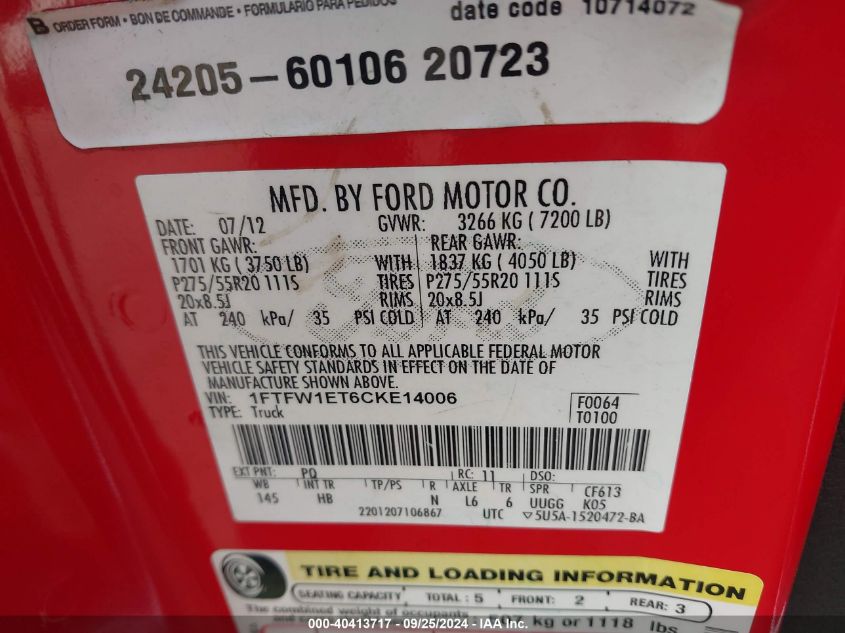 B ORDER FORM • BON DE COMMANDE • FORMULARIO PARA PEDIDOS
date code 10714072
24205-60106 20723
MFD. BY FORD MOTOR CO.
DATE: 07/12 GVWR: 3266 KG ( 7200 LB)
FRONT GAWR: REAR GAWR:
1701 KG ( 3750 LB) WITH 1837 KG ( 4050 LB) WITH
P275/55R20 111S TIRES P275/55R20 111S TIRES
20x8.5J RIMS 20x8.5J RIMS
AT 240 kPa/ 35 PSI COLD AT 240 kPa/ 35 PSI COLD
THIS VEHICLE CONFORMS TO ALL APPLICABLE FEDERAL MOTOR
VEHICLE SAFETY STANDARDS IN EFFECT ON THE DATE OF
MANUFACTURE SHOWN ABOVE.
VIN: 1FTFW1ET6CKE14006 F0064
TYPE: Truck T0100
EXT PNT: PQ RC: 11 DSO:
WB INT TR TP/PS R AXLE TR SPR CF613
145 HB N L6 6 UUGG K05
2201207106867 UTC ▽5U5A-1520472-BA
TIRE AND LOADING INFORMATION
SEATING CAPACITY TOTAL : 5 FRONT: 2 REAR: 3
The combined weight of occupants
kg or 1118 lbs
000-40413717 - 09/25/2024 - IAA Inc.